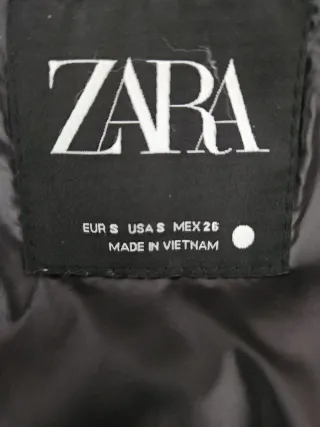 ZARA
EUR S USA S MEX 26
MADE IN VIETNAM